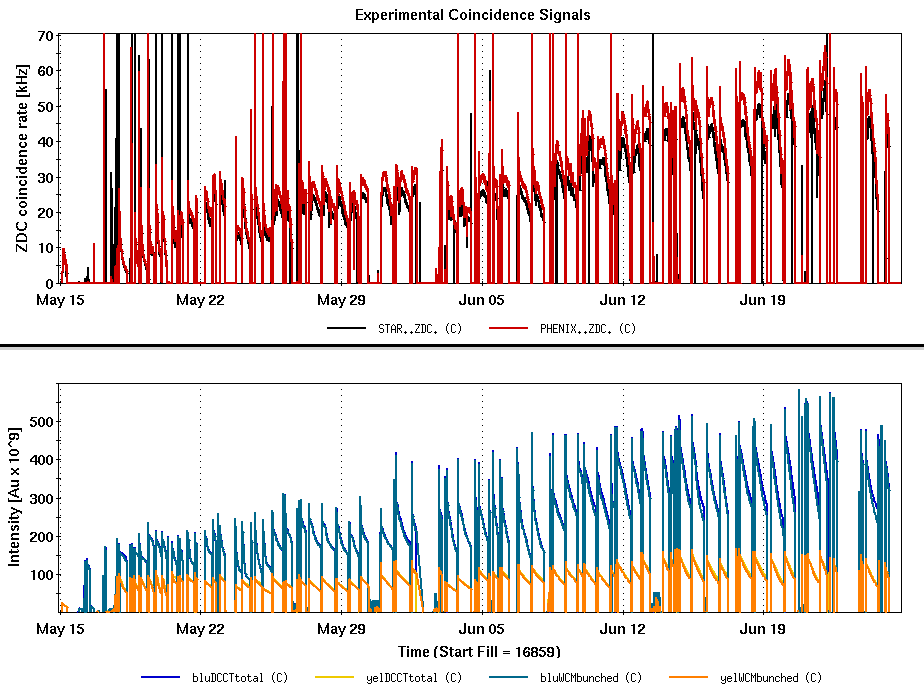 Experimental Coincidence Signals
ZDC coincidence rate [kHz]
70
60
50
40
30
20
10
0
May 15 May 22 May 29 Jun 05 Jun 12 Jun 19
STAR..ZDC. (C) PHENIX..ZDC. (C)
Intensity [Au x 10^9]
500
400
300
200
100
May 15 May 22 May 29 Jun 05 Jun 12 Jun 19
Time (Start Fill = 16859)
bluDCCTtotal (C) yelDCCTtotal (C) bluWCMbunched (C) yelWCMbunched (C)